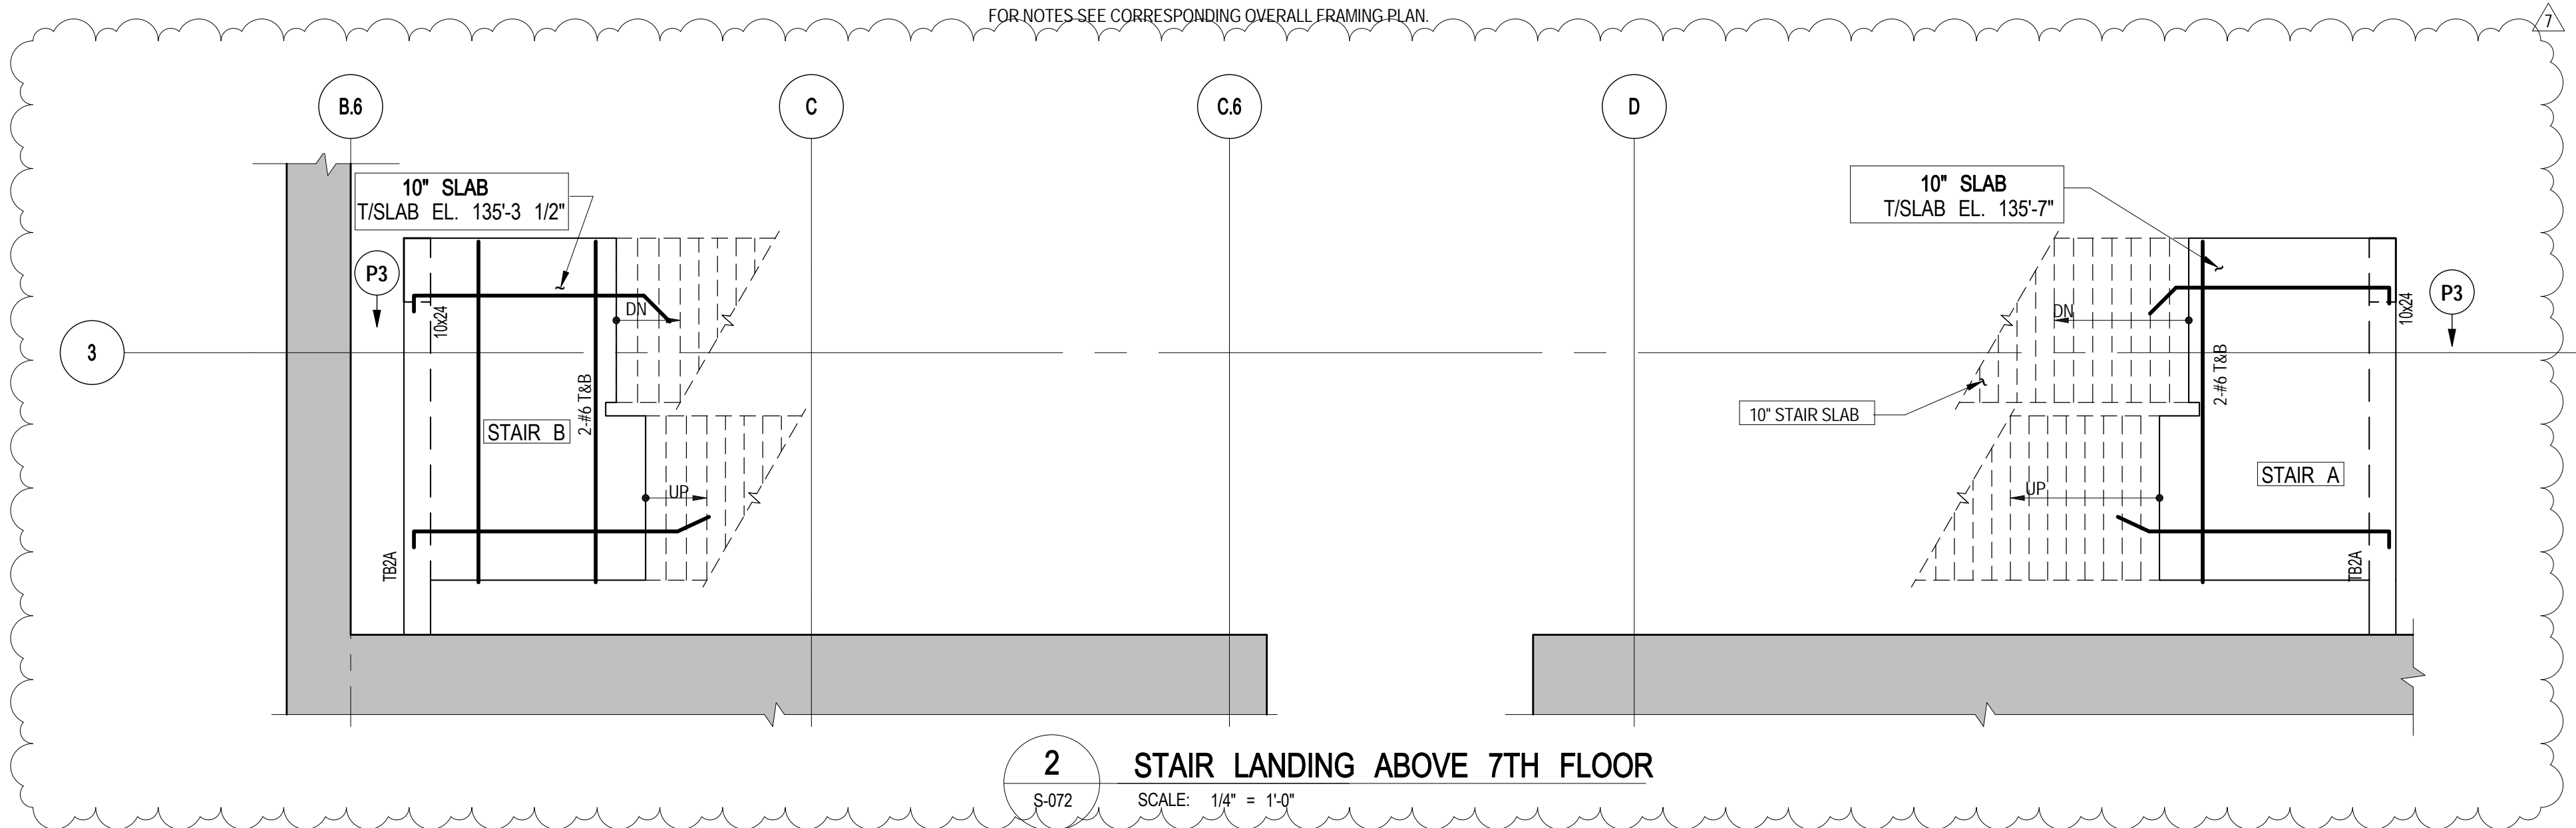 FOR NOTES SEE CORRESPONDING OVERALL FRAMING PLAN.
7
B.6
C
C.6
D
10" SLAB
T/SLAB EL. 135'-3 1/2"
10" SLAB
T/SLAB EL. 135'-7"
P3
10x24
DN
DN
10x24
P3
3
2-#6 T&B
2-#6 T&B
10" STAIR SLAB
STAIR B
STAIR A
UP
UP
TB2A
TB2A
2
S-072
STAIR LANDING ABOVE 7TH FLOOR
SCALE: 1/4" = 1'-0"